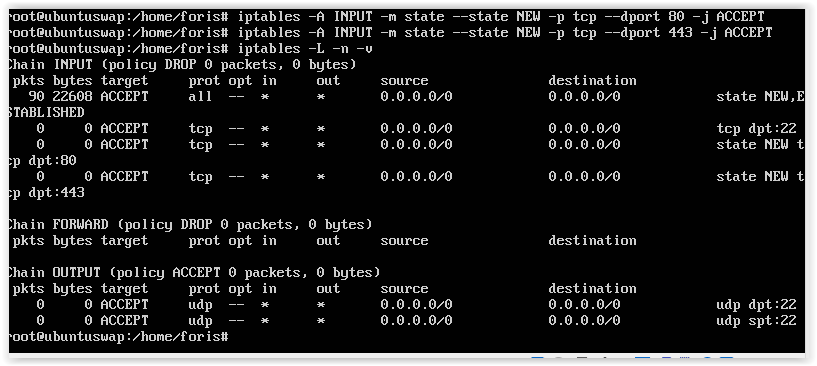 root@ubuntuswap:/home/foris# iptables -A INPUT -m state --state NEW -p tcp --dport 80 -j ACCEPT
root@ubuntuswap:/home/foris# iptables -A INPUT -m state --state NEW -p tcp --dport 443 -j ACCEPT
root@ubuntuswap:/home/foris# iptables -L -n -v
Chain INPUT (policy DROP 0 packets, 0 bytes)
pkts bytes target prot opt in out source destination
90 22608 ACCEPT all -- * * 0.0.0.0/0 0.0.0.0/0 state NEW,E
STABLISHED
0 0 ACCEPT tcp -- * * 0.0.0.0/0 0.0.0.0/0 tcp dpt:22
0 0 ACCEPT tcp -- * * 0.0.0.0/0 0.0.0.0/0 state NEW t
cp dpt:80
0 0 ACCEPT tcp -- * * 0.0.0.0/0 0.0.0.0/0 state NEW t
cp dpt:443
Chain FORWARD (policy DROP 0 packets, 0 bytes)
pkts bytes target prot opt in out source destination
Chain OUTPUT (policy ACCEPT 0 packets, 0 bytes)
pkts bytes target prot opt in out source destination
0 0 ACCEPT udp -- * * 0.0.0.0/0 0.0.0.0/0 udp dpt:22
0 0 ACCEPT udp -- * * 0.0.0.0/0 0.0.0.0/0 udp spt:22
root@ubuntuswap:/home/foris#